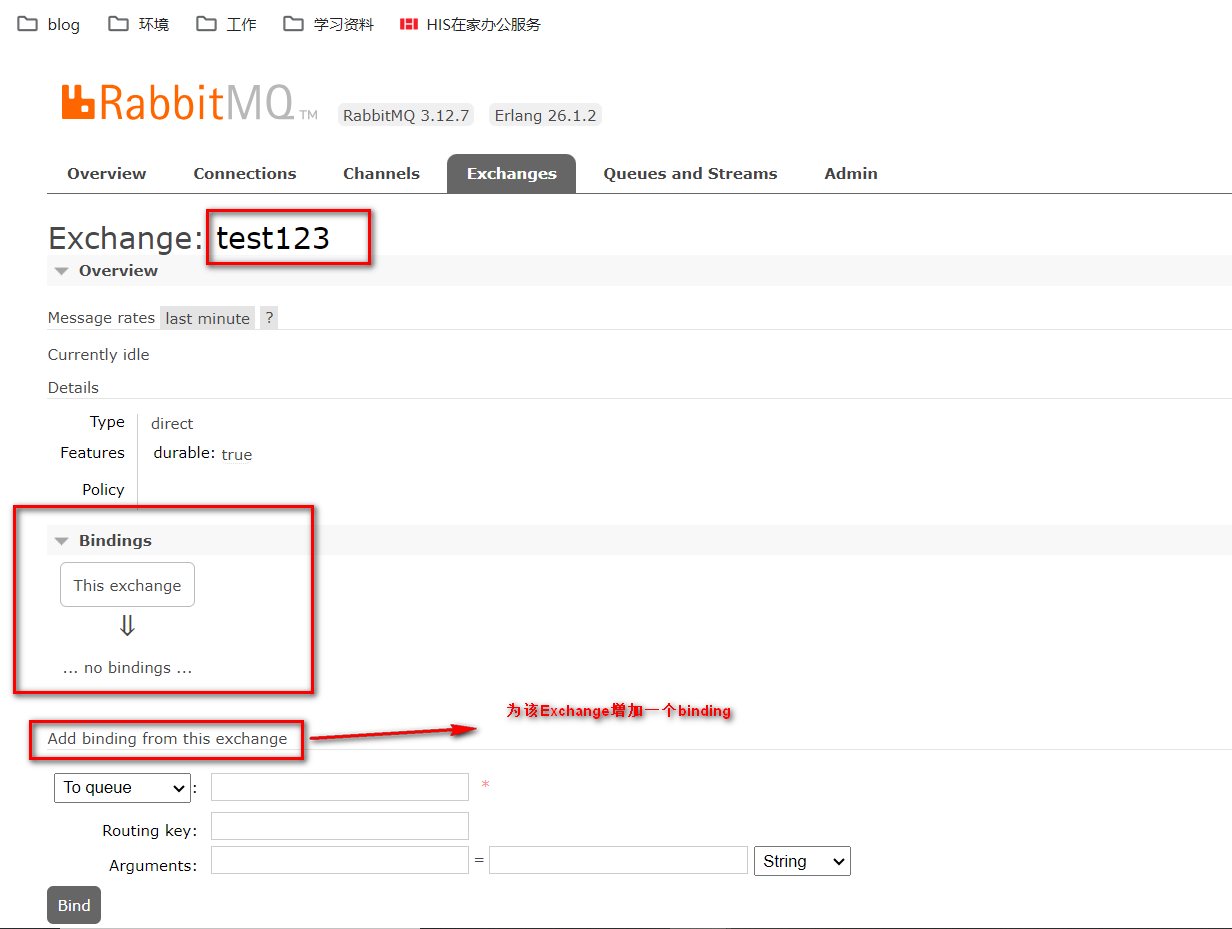 blog 环境 工作 学习资料 HIS在家办公服务
RabbitMQ TM RabbitMQ 3.12.7 Erlang 26.1.2
Overview Connections Channels Exchanges Queues and Streams Admin
Exchange: test123
Overview
Message rates last minute ?
Currently idle
Details
Type direct
Features durable: true
Policy
Bindings
This exchange
⇓
... no bindings ...
为该Exchange增加一个binding
Add binding from this exchange
To queue : *
Routing key:
Arguments: = String
Bind